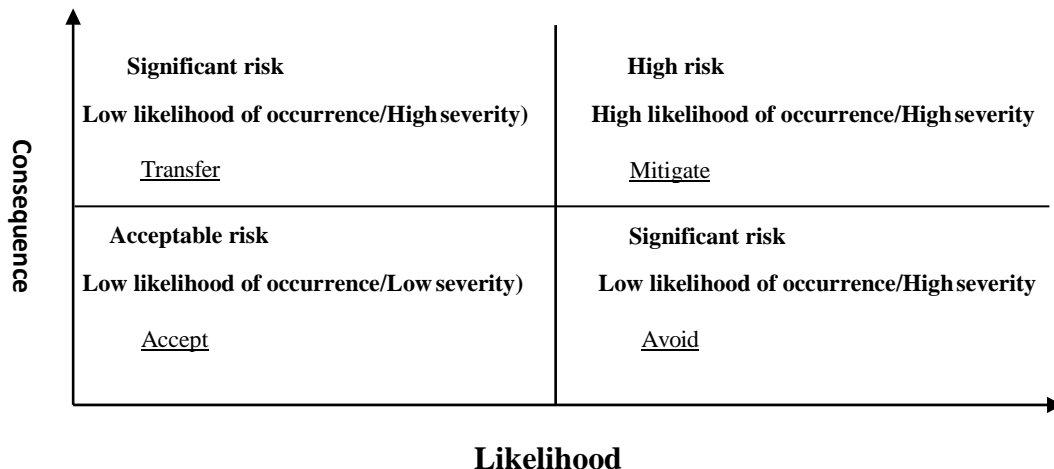 Significant risk
Low likelihood of occurrence/High severity)
Transfer
High risk
High likelihood of occurrence/High severity
Mitigate
Consequence
Acceptable risk
Low likelihood of occurrence/Low severity)
Accept
Significant risk
Low likelihood of occurrence/High severity
Avoid
Likelihood